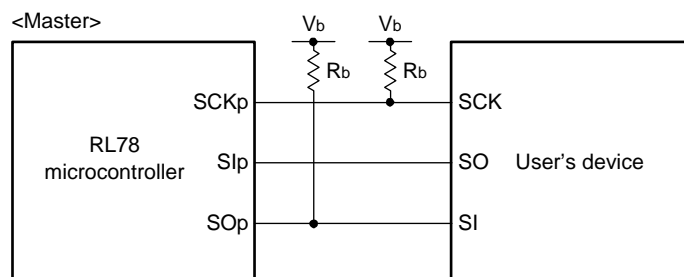 <Master>
Vb Vb
Rb Rb
SCKp SCK
RL78
microcontroller
SIp SO
User's device
SOp SI